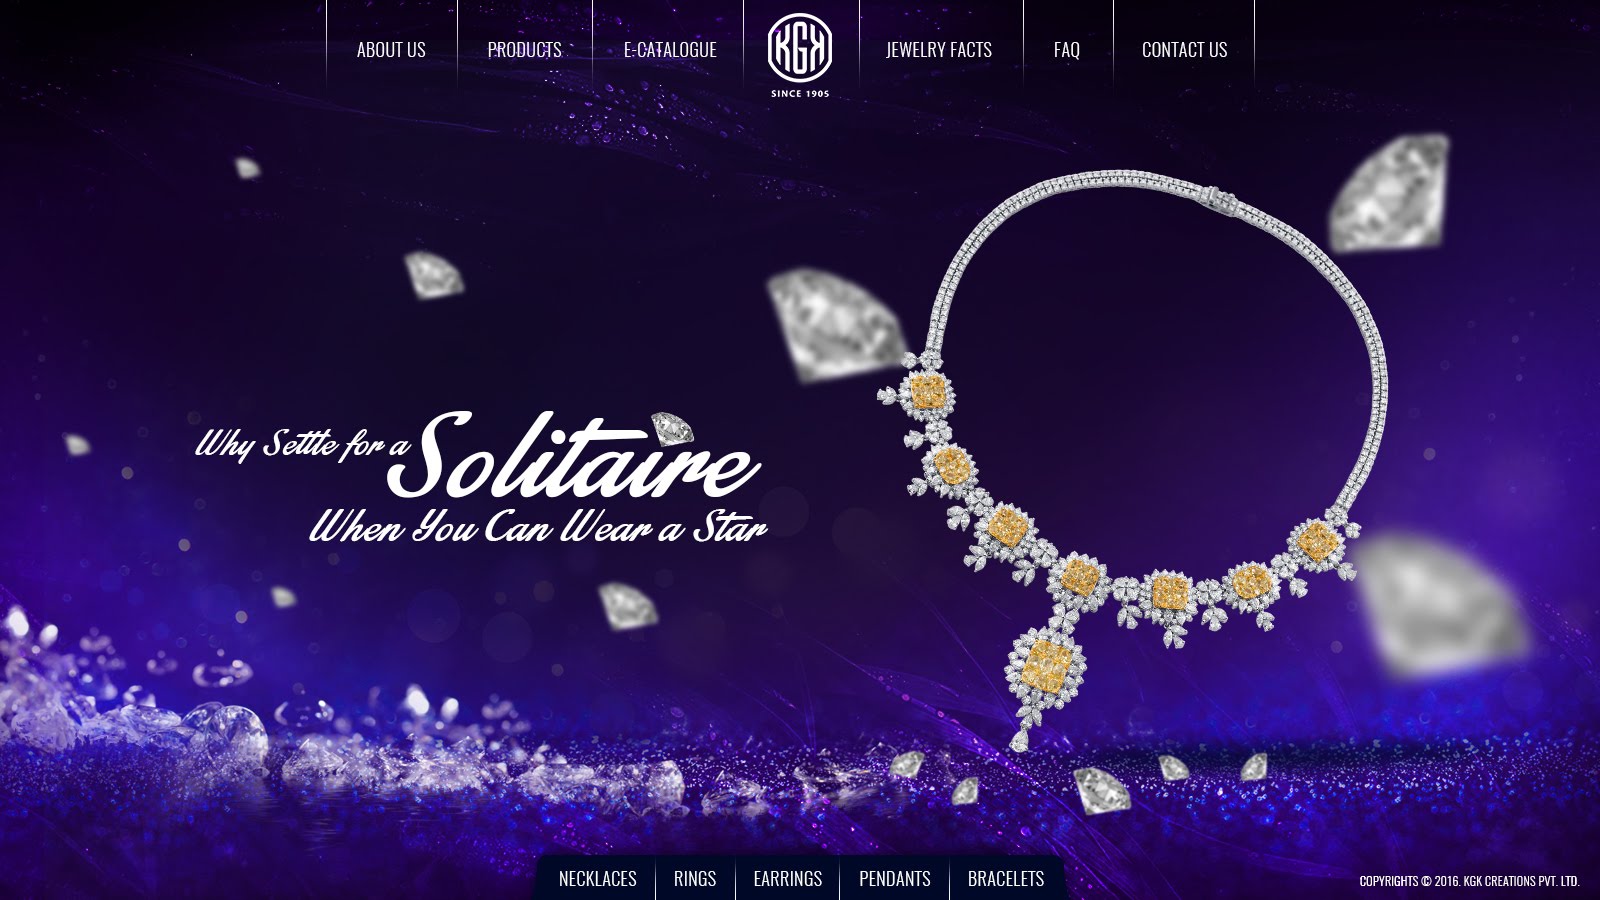 ABOUT US
PRODUCTS
E-CATALOGUE
KGK
SINCE 1905
JEWELRY FACTS
FAQ
CONTACT US
Why Settle for a Solitaire
When You Can Wear a Star
NECKLACES
RINGS
EARRINGS
PENDANTS
BRACELETS
COPYRIGHTS © 2016. KGK CREATIONS PVT. LTD.